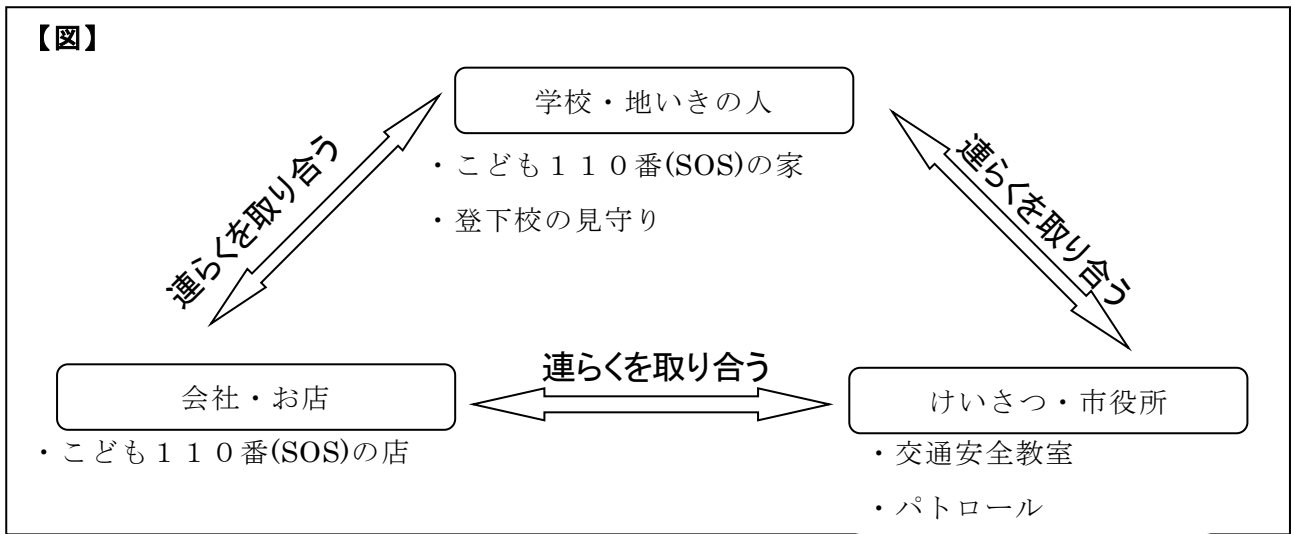 【図】
学校・地いきの人
・こども１１０番(SOS)の家
・登下校の見守り
連らくを取り合う
連らくを取り合う
連らくを取り合う
会社・お店
・こども１１０番(SOS)の店
けいさつ・市役所
・交通安全教室
・パトロール